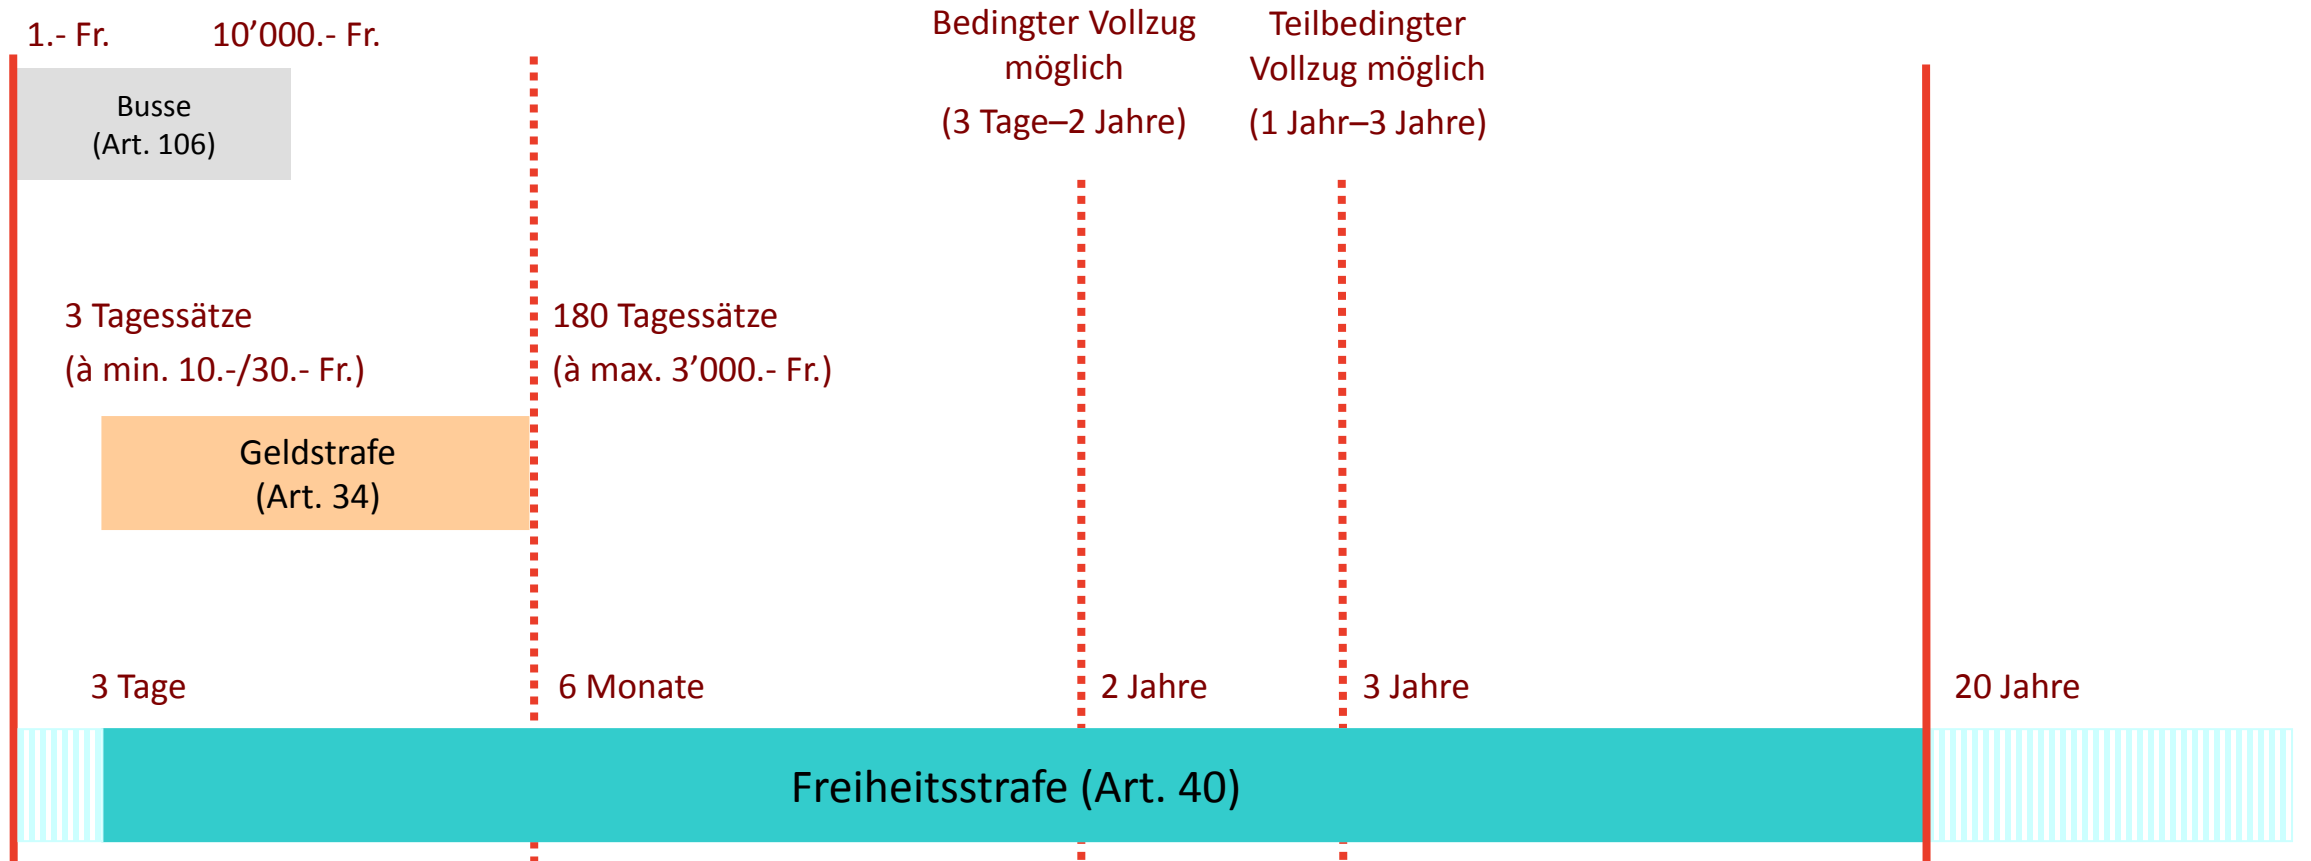 1.- Fr.
10’000.- Fr.
Busse
(Art. 106)
Bedingter Vollzug
möglich
(3 Tage–2 Jahre)
Teilbedingter
Vollzug möglich
(1 Jahr–3 Jahre)
3 Tagessätze
(à min. 10.-/30.- Fr.)
180 Tagessätze
(à max. 3’000.- Fr.)
Geldstrafe
(Art. 34)
3 Tage
6 Monate
2 Jahre
3 Jahre
20 Jahre
Freiheitsstrafe (Art. 40)